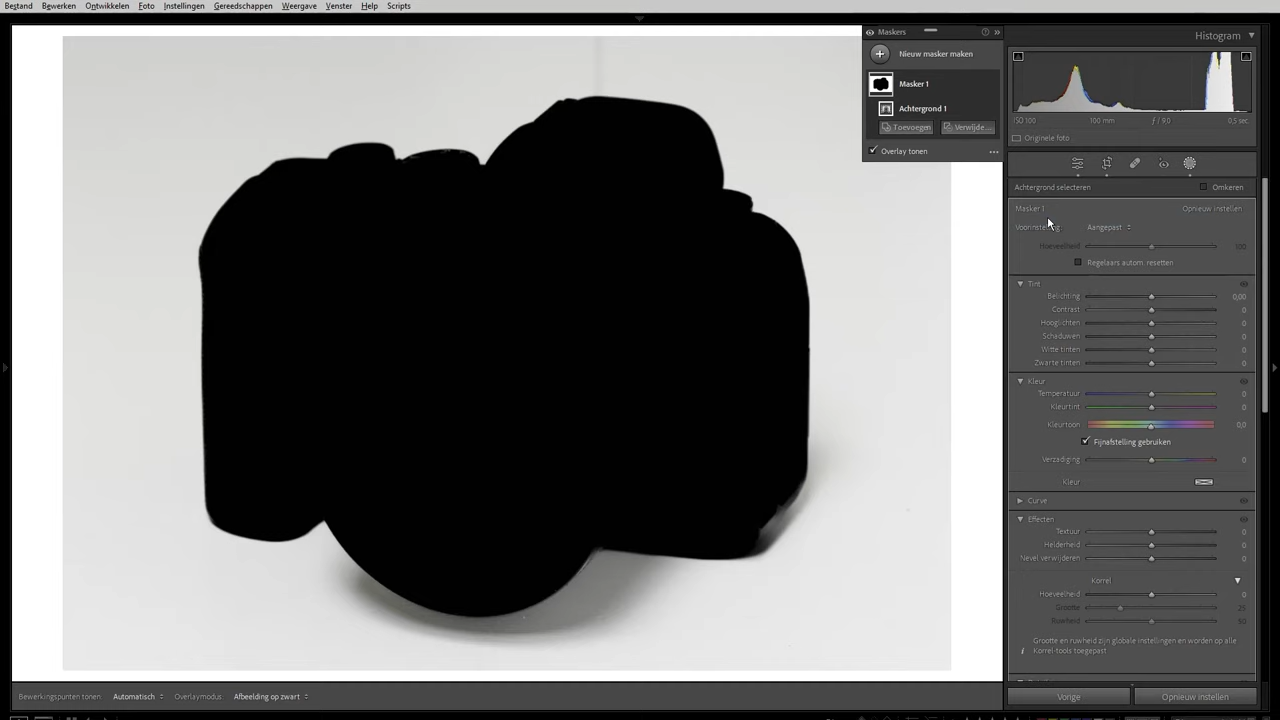 Bestand Bewerken Ontwikkelen Foto Instellingen Gereedschappen Weergave Venster Help Scripts
Maskers
Nieuw masker maken
Masker 1
Achtergrond 1
Toevoegen Verwijde...
Overlay tonen
Histogram
ISO 100 100 mm ƒ / 9,0 0,5 sec.
Originele foto
Achtergrond selecteren Omkeren
Masker 1 Opnieuw instellen
Voorinstelling: Aangepast
Hoeveelheid 100
Regelaars autom. resetten
Tint
Belichting 0,00
Contrast 0
Hooglichten 0
Schaduwen 0
Witte tinten 0
Zwarte tinten 0
Kleur
Temperatuur 0
Kleurtint 0
Kleurtoon 0,0
Fijnafstelling gebruiken
Verzadiging 0
Kleur
Curve
Effecten
Textuur 0
Helderheid 0
Nevel verwijderen 0
Korrel
Hoeveelheid 0
Grootte 25
Ruwheid 50
Grootte en ruwheid zijn globale instellingen en worden op alle
Korrel-tools toegepast
Bewerkingspunten tonen: Automatisch Overlaymodus: Afbeelding op zwart
Vorige Opnieuw instellen